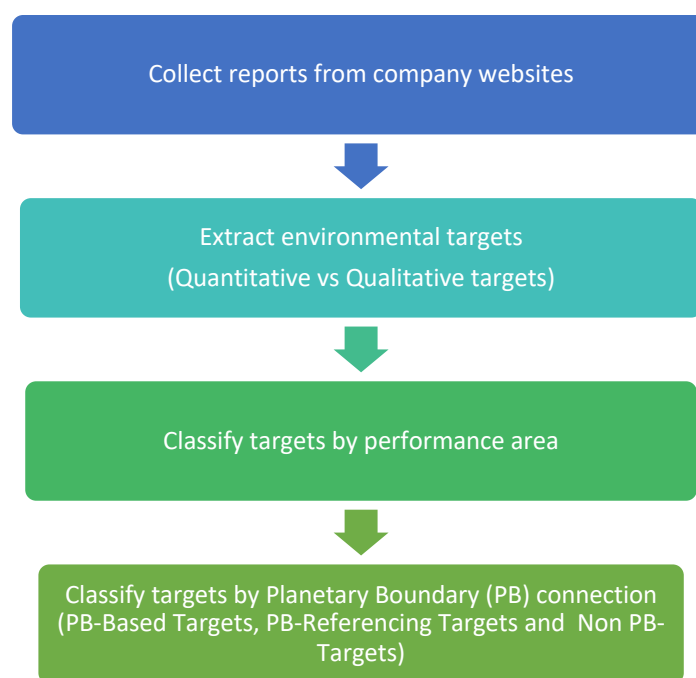 Collect reports from company websites
Extract environmental targets
(Quantitative vs Qualitative targets)
Classify targets by performance area
Classify targets by Planetary Boundary (PB) connection
(PB-Based Targets, PB-Referencing Targets and  Non PB-
Targets)